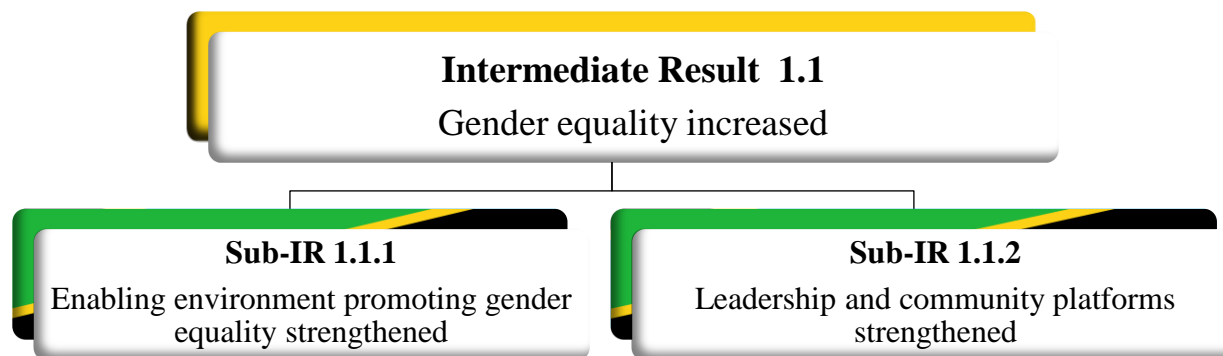 Intermediate Result 1.1
Gender equality increased
Sub-IR 1.1.1
Enabling environment promoting gender
equality strengthened
Sub-IR 1.1.2
Leadership and community platforms
strengthened